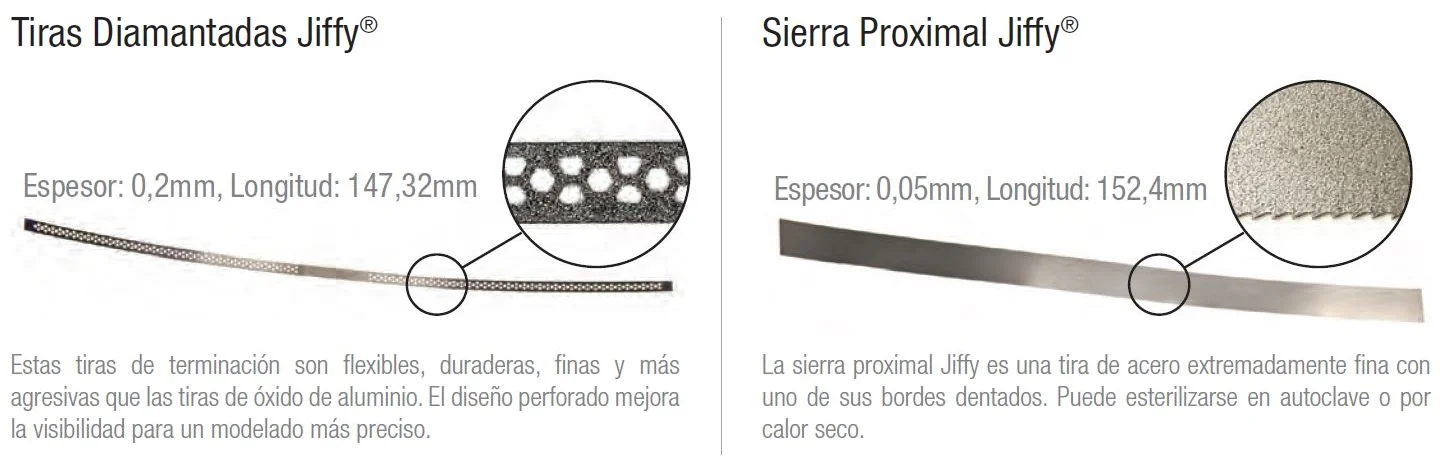 Tiras Diamantadas Jiffy®
Espesor: 0,2mm, Longitud: 147,32mm
Estas tiras de terminación son flexibles, duraderas, finas y más
agresivas que las tiras de óxido de aluminio. El diseño perforado mejora
la visibilidad para un modelado más preciso.
Sierra Proximal Jiffy®
Espesor: 0,05mm, Longitud: 152,4mm
La sierra proximal Jiffy es una tira de acero extremadamente fina con
uno de sus bordes dentados. Puede esterilizarse en autoclave o por
calor seco.